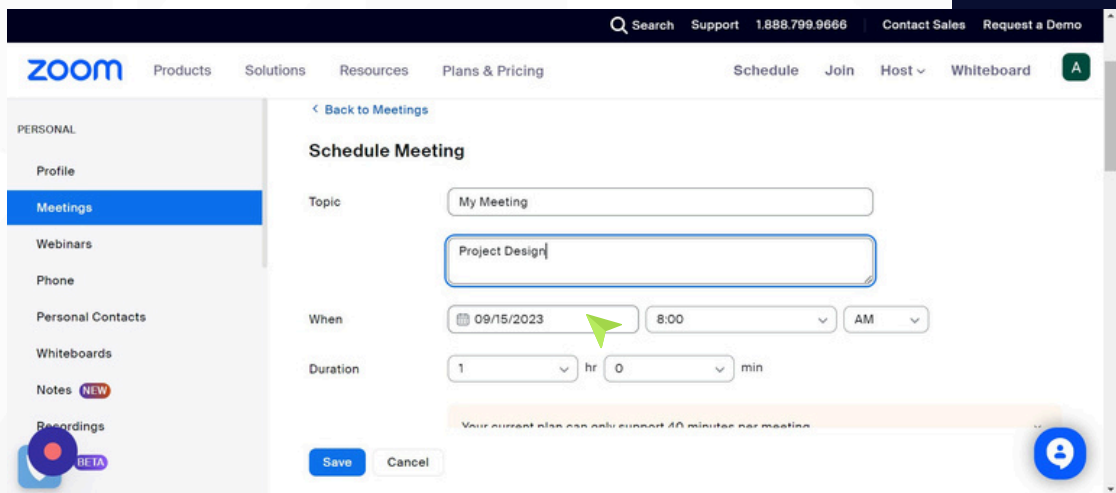 Search Support 1.888.799.9666 Contact Sales Request a Demo
zoom Products Solutions Resources Plans & Pricing Schedule Join Host Whiteboard A
PERSONAL
Profile
Meetings
Webinars
Phone
Personal Contacts
Whiteboards
Notes NEW
Recordings
BETA
Back to Meetings
Schedule Meeting
Topic My Meeting
Project Design
When 09/15/2023 8:00 AM
Duration 1 hr 0 min
Your current plan can only support 40 minutes per meeting
Save Cancel